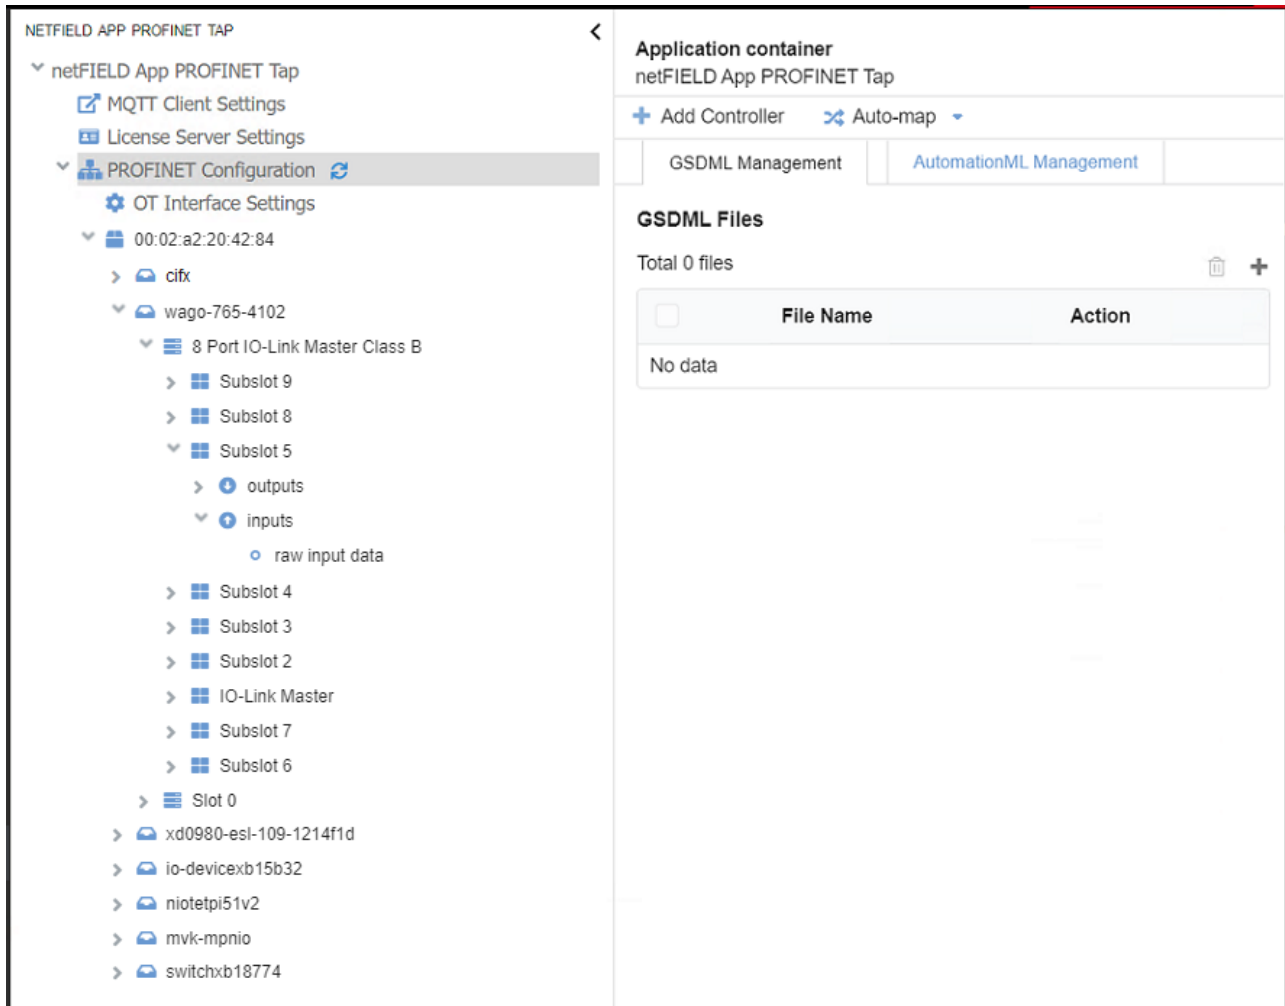 NETFIELD APP PROFINET TAP
netFIELD App PROFINET Tap
MQTT Client Settings
License Server Settings
PROFINET Configuration
OT Interface Settings
00:02:a2:20:42:84
cifx
wago-765-4102
8 Port IO-Link Master Class B
Subslot 9
Subslot 8
Subslot 5
outputs
inputs
raw input data
Subslot 4
Subslot 3
Subslot 2
IO-Link Master
Subslot 7
Subslot 6
Slot 0
xd0980-esl-109-1214f1d
io-devicexb15b32
niotetpi51v2
mvk-mpnio
switchxb18774
Application container
netFIELD App PROFINET Tap
Add Controller Auto-map
GSDML Management AutomationML Management
GSDML Files
Total 0 files
File Name Action
No data